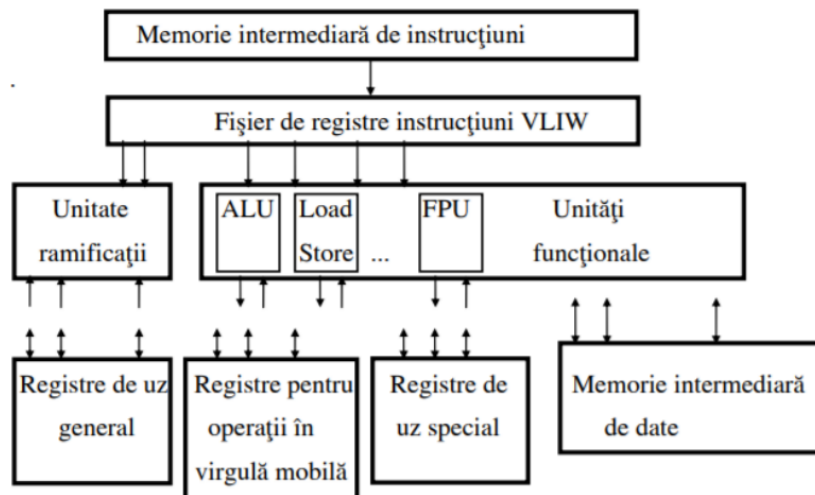 Memorie intermediară de instrucţiuni
Fişier de registre instrucţiuni VLIW
Unitate
ramificaţii
ALU
Load
Store
...
FPU
Unităţi
funcţionale
Registre de uz
general
Registre pentru
operaţii în
virgulă mobilă
Registre de
uz special
Memorie intermediară
de date